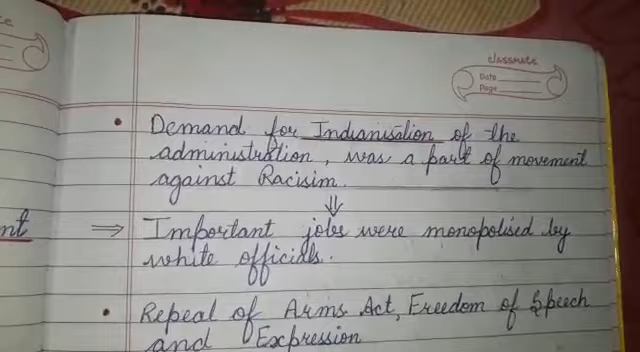 te
classmate
Date
Page
• Demand for Indianisation of the
administration, was a part of movement
against Racisim.
⇓
nt
⇒ Important jobs were monopolised by
white officials.
• Repeal of Arms Act, Freedom of Speech
and Expression